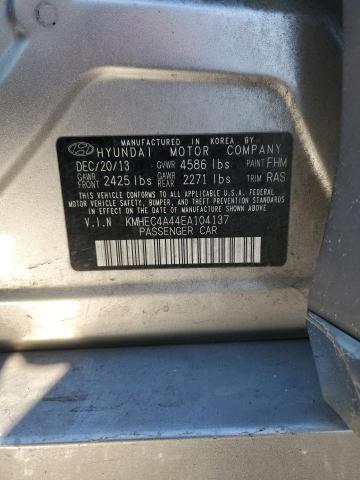 MANUFACTURED IN KOREA BY
HYUNDAI MOTOR COMPANY
DEC/20/13 GVWR 4586 lbs PAINT FHM
GAWR FRONT 2425 lbs GAWR REAR 2271 lbs TRIM RAS
THIS VEHICLE CONFORMS TO ALL APPLICABLE U.S.A. FEDERAL
MOTOR VEHICLE SAFETY, BUMPER, AND THEFT PREVENTION
STANDARDS IN EFFECT ON THE DATE OF MANUFACTURE SHOWN ABOVE.
V.I.N KMHEC4A44EA104137
PASSENGER CAR